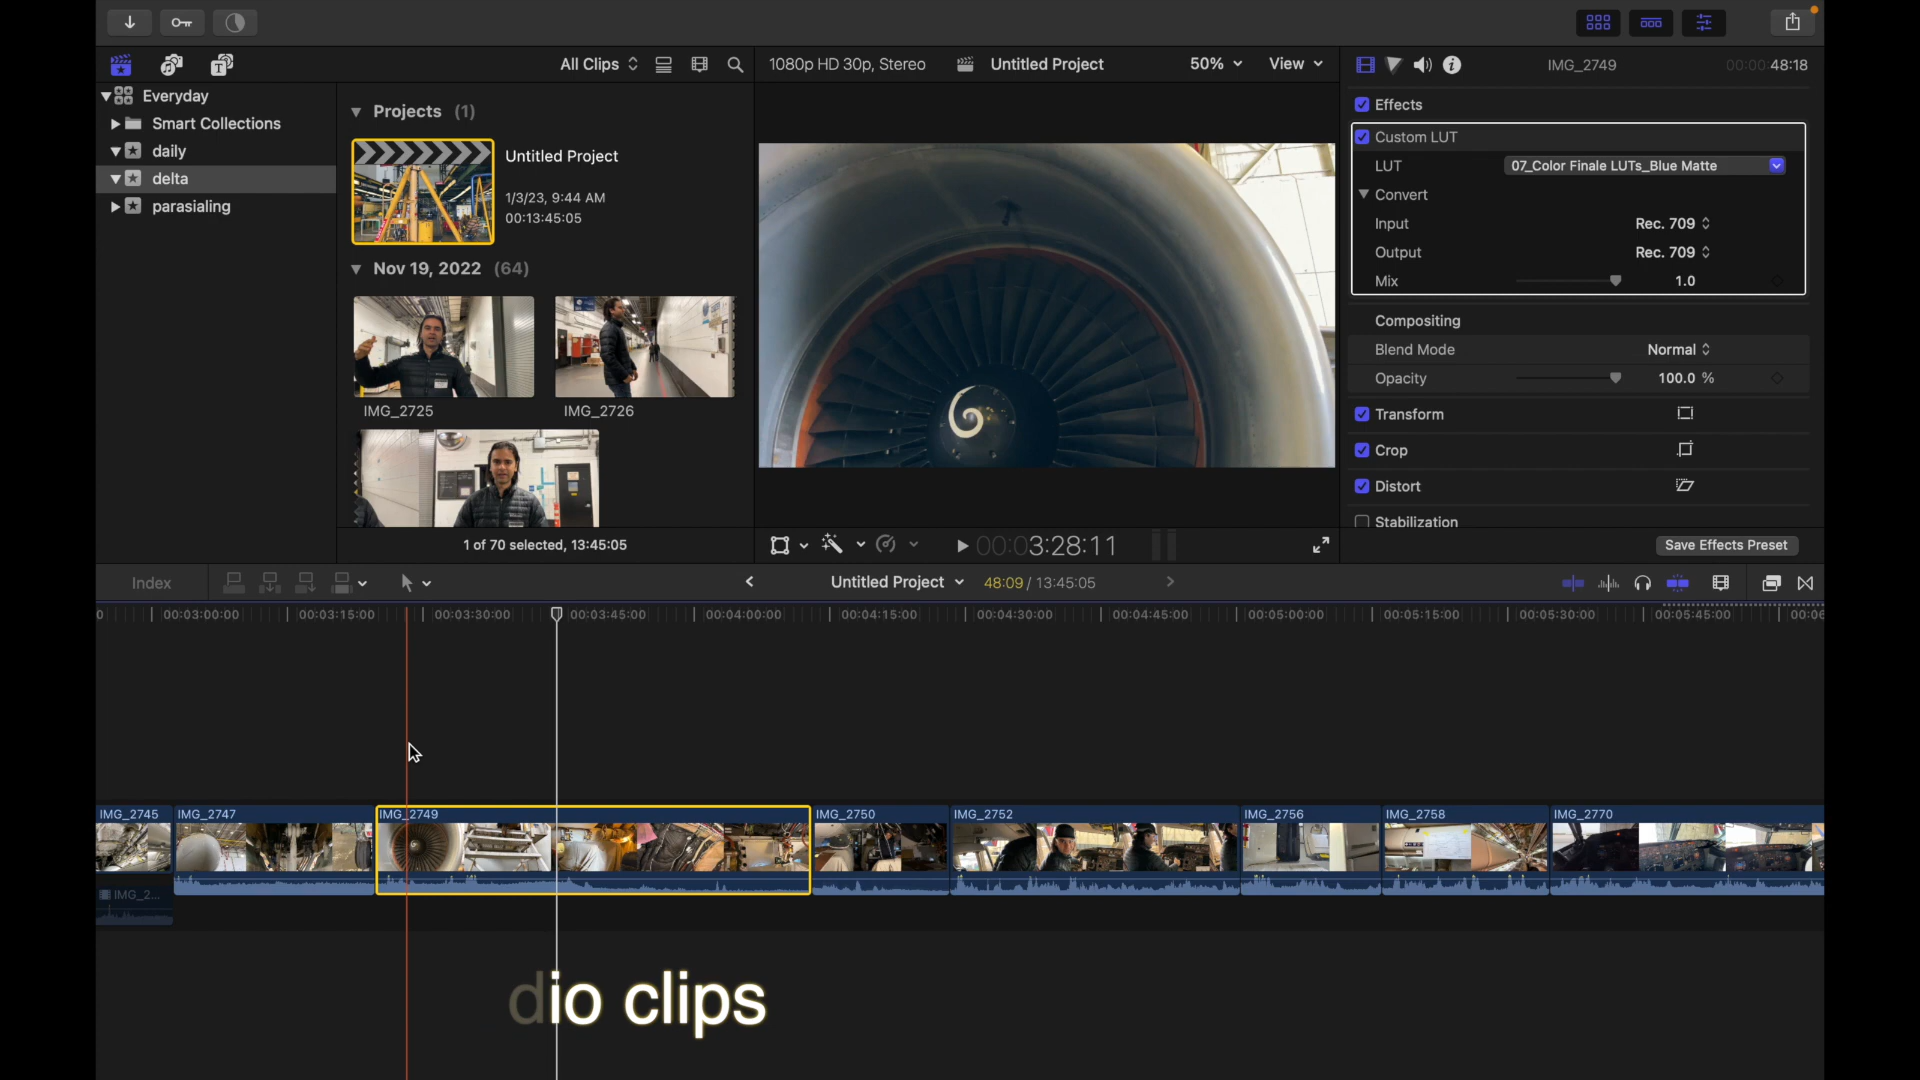 All Clips
1080p HD 30p, Stereo
Untitled Project
50%
View
IMG_2749
00:00:48:18
Everyday
Smart Collections
daily
delta
parasialing
Projects (1)
Untitled Project
1/3/23, 9:44 AM
00:13:45:05
Nov 19, 2022 (64)
IMG_2725
IMG_2726
1 of 70 selected, 13:45:05
Effects
Custom LUT
LUT
07_Color Finale LUTs_Blue Matte
Convert
Input
Rec. 709
Output
Rec. 709
Mix
1.0
Compositing
Blend Mode
Normal
Opacity
100.0 %
Transform
Crop
Distort
Stabilization
Save Effects Preset
00:03:28:11
Index
Untitled Project
48:09 / 13:45:05
0
00:03:00:00
00:03:15:00
00:03:30:00
00:03:45:00
00:04:00:00
00:04:15:00
00:04:30:00
00:04:45:00
00:05:00:00
00:05:15:00
00:05:30:00
00:05:45:00
00:06
IMG_2745
IMG_2747
IMG_2749
IMG_2750
IMG_2752
IMG_2756
IMG_2758
IMG_2770
IMG_2...
dio clips